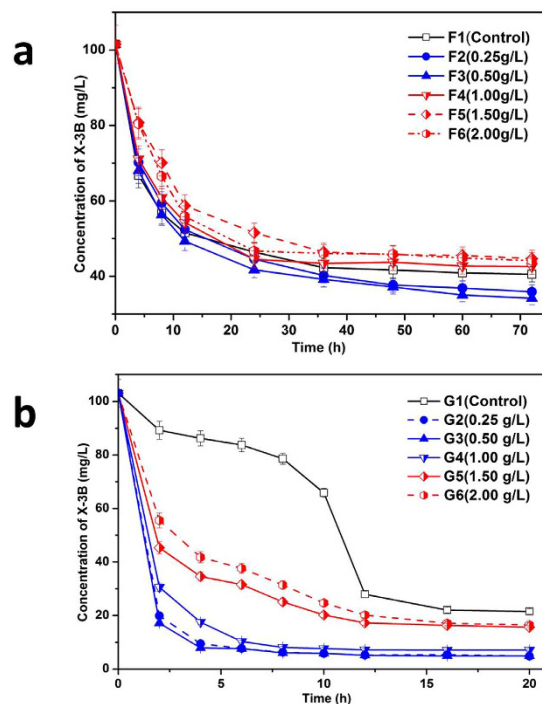 a
Concentration of X-3B (mg/L)
100
80
60
40
0 10 20 30 40 50 60 70
Time (h)
F1(Control)
F2(0.25g/L)
F3(0.50g/L)
F4(1.00g/L)
F5(1.50g/L)
F6(2.00g/L)
b
Concentration of X-3B (mg/L)
100
80
60
40
20
0
0 5 10 15 20
Time (h)
G1(Control)
G2(0.25 g/L)
G3(0.50 g/L)
G4(1.00 g/L)
G5(1.50 g/L)
G6(2.00 g/L)